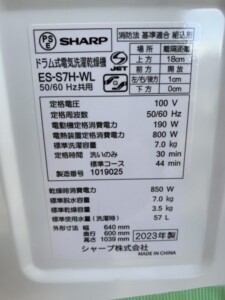 PS E SHARP
ドラム式電気洗濯乾燥機
ES-S7H-WL
50/60 Hz共用
JET
消防法 基準適合 組込形
場所 離隔距離
上方 18cm
前方 開放
左右/後方 1cm
下方 0cm
定格電圧 100 V
定格周波数 50/60 Hz
電動機定格消費電力 190 W
電熱装置定格消費電力 800 W
標準洗濯容量 7.0 kg
定格時間 洗いのみ 30 min
標準コース 44 min
製造番号 1019025
乾燥時消費電力 850 W
標準脱水容量 7.0 kg
標準乾燥容量 3.5 kg
標準使用水量(洗濯時) 57 L
外形寸法 幅 640 mm
奥行 600 mm
高さ 1039 mm
2023年製
シャープ株式会社
MADE IN CHINA